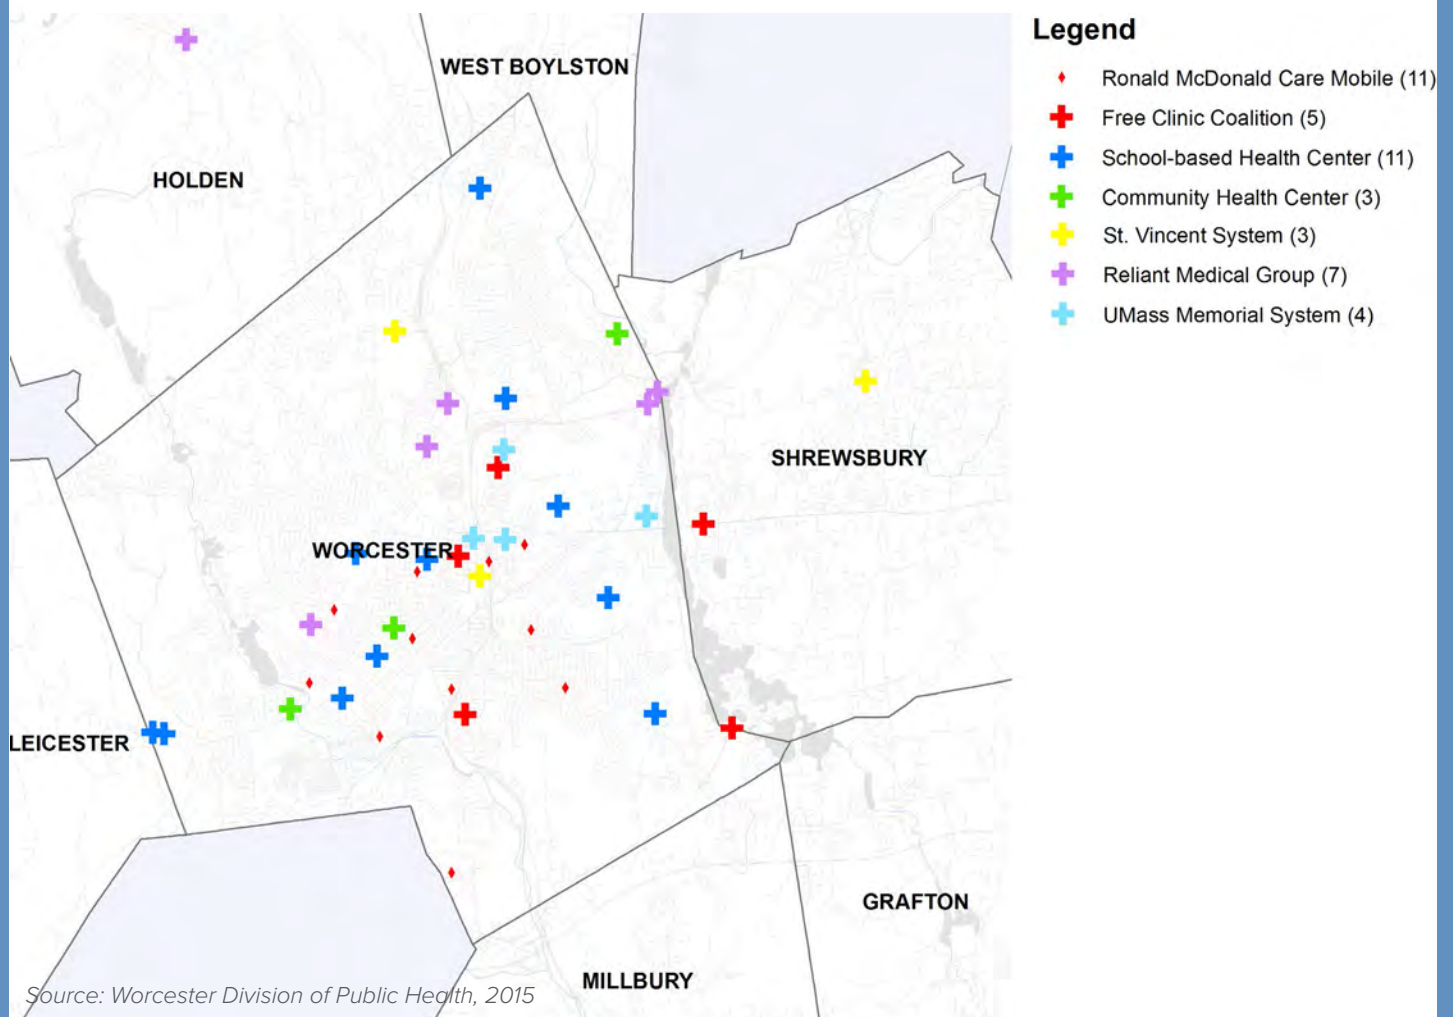 Legend
Ronald McDonald Care Mobile (11)
Free Clinic Coalition (5)
School-based Health Center (11)
Community Health Center (3)
St. Vincent System (3)
Reliant Medical Group (7)
UMass Memorial System (4)
WEST BOYLSTON
HOLDEN
SHREWSBURY
WORCESTER
LEICESTER
GRAFTON
MILLBURY
Source: Worcester Division of Public Health, 2015